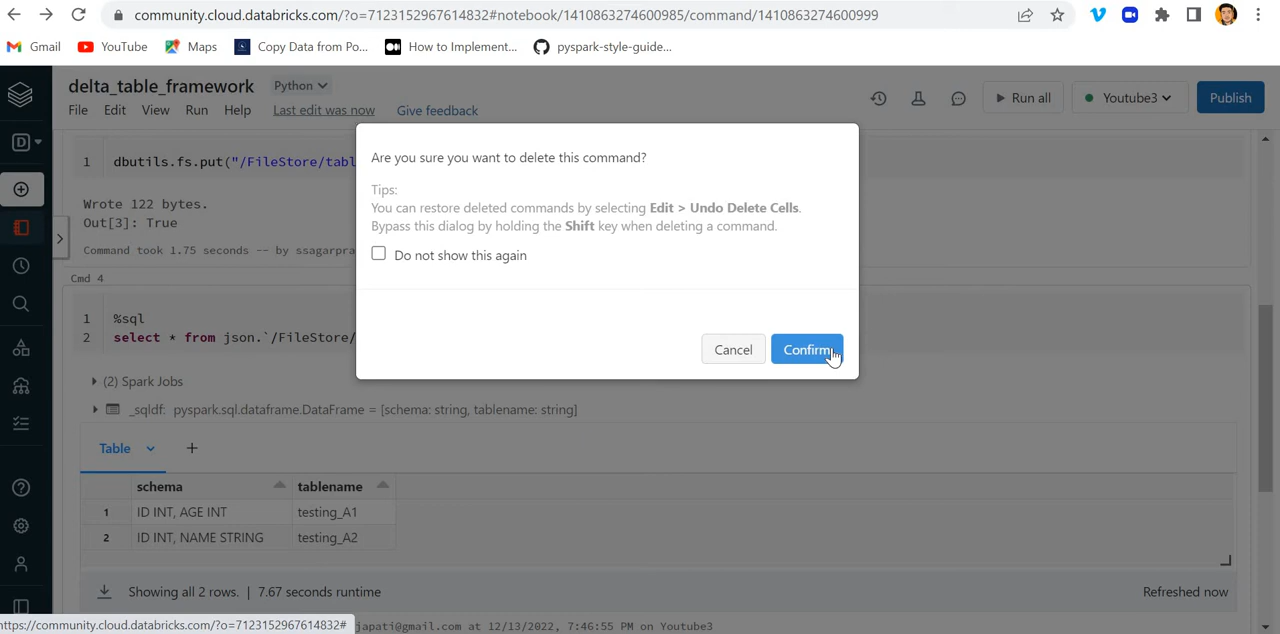 community.cloud.databricks.com/?o=7123152967614832#notebook/1410863274600985/command/1410863274600999
Gmail
YouTube
Maps
Copy Data from Po...
How to Implement...
pyspark-style-guide...
delta_table_framework
Python
File
Edit
View
Run
Help
Last edit was now
Give feedback
Run all
Youtube3
Publish
D
1 dbutils.fs.put("/FileStore/tabl
Wrote 122 bytes.
Out[3]: True
Command took 1.75 seconds -- by ssagarpra
Cmd 4
1 %sql
2 select * from json.`/FileStore/
Are you sure you want to delete this command?
Tips:
You can restore deleted commands by selecting Edit > Undo Delete Cells.
Bypass this dialog by holding the Shift key when deleting a command.
Do not show this again
Cancel
Confirm
(2) Spark Jobs
_sqldf: pyspark.sql.dataframe.DataFrame = [schema: string, tablename: string]
Table
+
schema tablename
1 ID INT, AGE INT testing_A1
2 ID INT, NAME STRING testing_A2
Showing all 2 rows. | 7.67 seconds runtime
Refreshed now
https://community.cloud.databricks.com/?o=7123152967614832#
japati@gmail.com at 12/13/2022, 7:46:55 PM on Youtube3